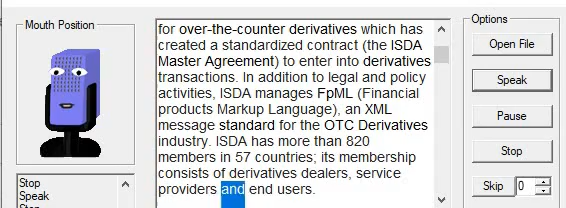 Mouth Position
for over-the-counter derivatives which has
created a standardized contract (the ISDA
Master Agreement) to enter into derivatives
transactions. In addition to legal and policy
activities, ISDA manages FpML (Financial
products Markup Language), an XML
message standard for the OTC Derivatives
industry. ISDA has more than 820
members in 57 countries; its membership
consists of derivatives dealers, service
providers and end users.
Stop
Speak
Options
Open File
Speak
Pause
Stop
Skip 0